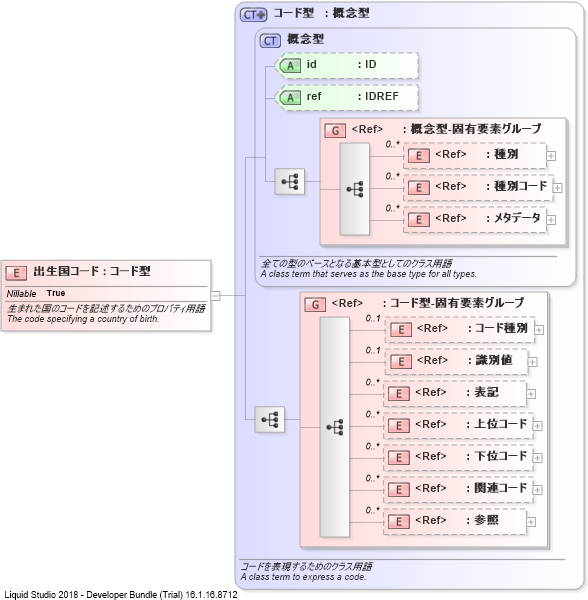 CT コード型 : 概念型
CT 概念型
A id : ID
A ref : IDREF
G <Ref> : 概念型-固有要素グループ
0..*
E <Ref> : 種別
0..*
E <Ref> : 種別コード
0..*
E <Ref> : メタデータ
全ての型のベースとなる基本型としてのクラス用語
A class term that serves as the base type for all types.
E 出生国コード : コード型
Nillable True
生まれた国のコードを記述するためのプロパティ用語
The code specifying a country of birth.
G <Ref> : コード型-固有要素グループ
0..1
E <Ref> : コード種別
0..1
E <Ref> : 識別値
0..*
E <Ref> : 表記
0..*
E <Ref> : 上位コード
0..*
E <Ref> : 下位コード
0..*
E <Ref> : 関連コード
0..*
E <Ref> : 参照
コードを表現するためのクラス用語
A class term to express a code.
Liquid Studio 2018 - Developer Bundle (Trial) 16.1.16.8712